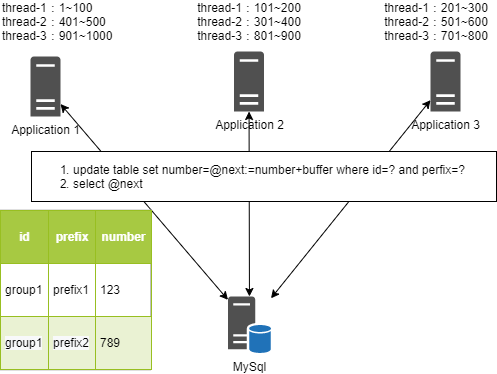 thread-1：1~100
thread-2：401~500
thread-3：901~1000
thread-1：101~200
thread-2：301~400
thread-3：801~900
thread-1：201~300
thread-2：501~600
thread-3：701~800
Application 1
Application 2
Application 3
1. update table set number=@next:=number+buffer where id=? and perfix=?
2. select @next
id prefix number
group1 prefix1 123
group1 prefix2 789
MySql